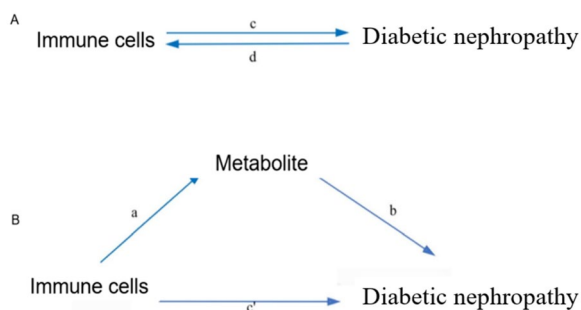 A
Immune cells
c
d
Diabetic nephropathy
B
Metabolite
a
b
Immune cells
c'
Diabetic nephropathy